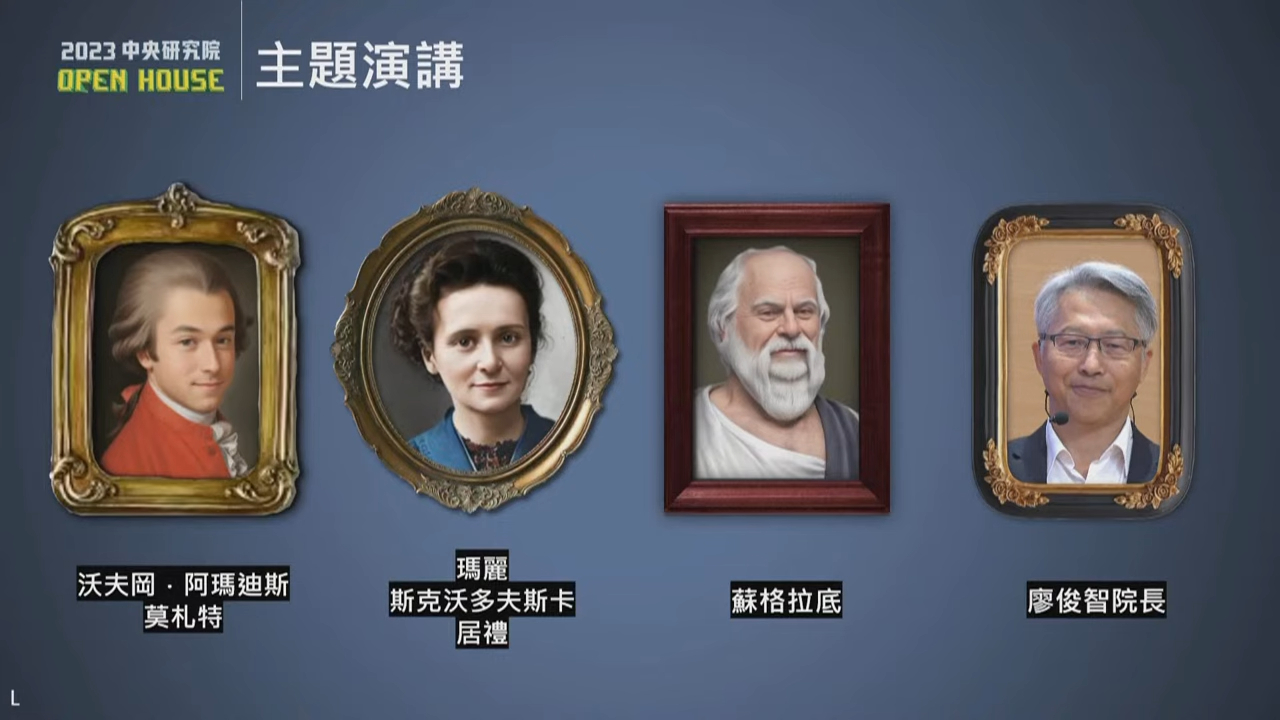 2023 中央研究院
OPEN HOUSE
主題演講
沃夫岡．阿瑪迪斯
莫札特
瑪麗
斯克沃多夫斯卡
居禮
蘇格拉底
廖俊智院長
L